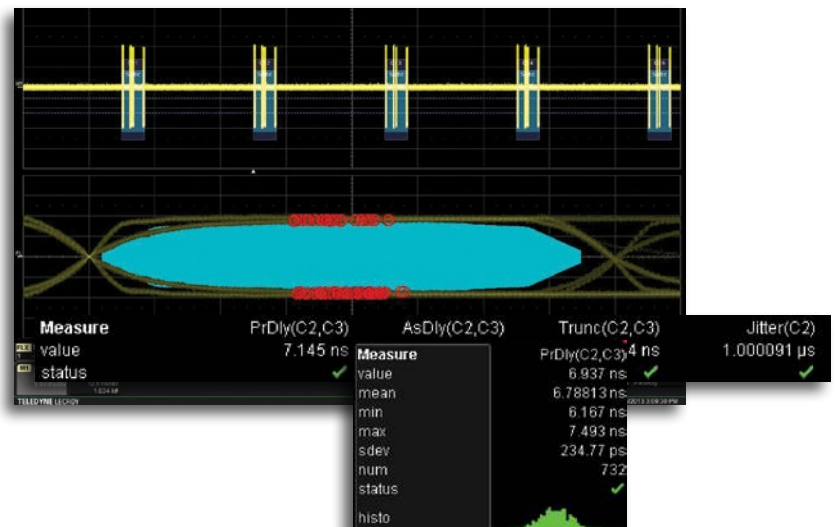 Measure PrDly(C2,C3) AsDly(C2,C3) Trunc(C2,C3) Jitter(C2)
value 7.145 ns 4 ns 1.000091 µs
status ✓ ✓ ✓
Measure PrDly(C2,C3)
value 6.937 ns
mean 6.78813 ns
min 6.167 ns
max 7.493 ns
sdev 234.77 ps
num 732
status ✓
histo
TELEDYNE LECROY